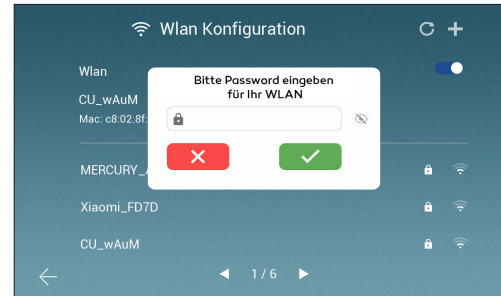 Wlan Konfiguration
Wlan
Bitte Password eingeben
für Ihr WLAN
CU_wAuM
Mac: c8:02:8f:
MERCURY_
Xiaomi_FD7D
CU_wAuM
1/6